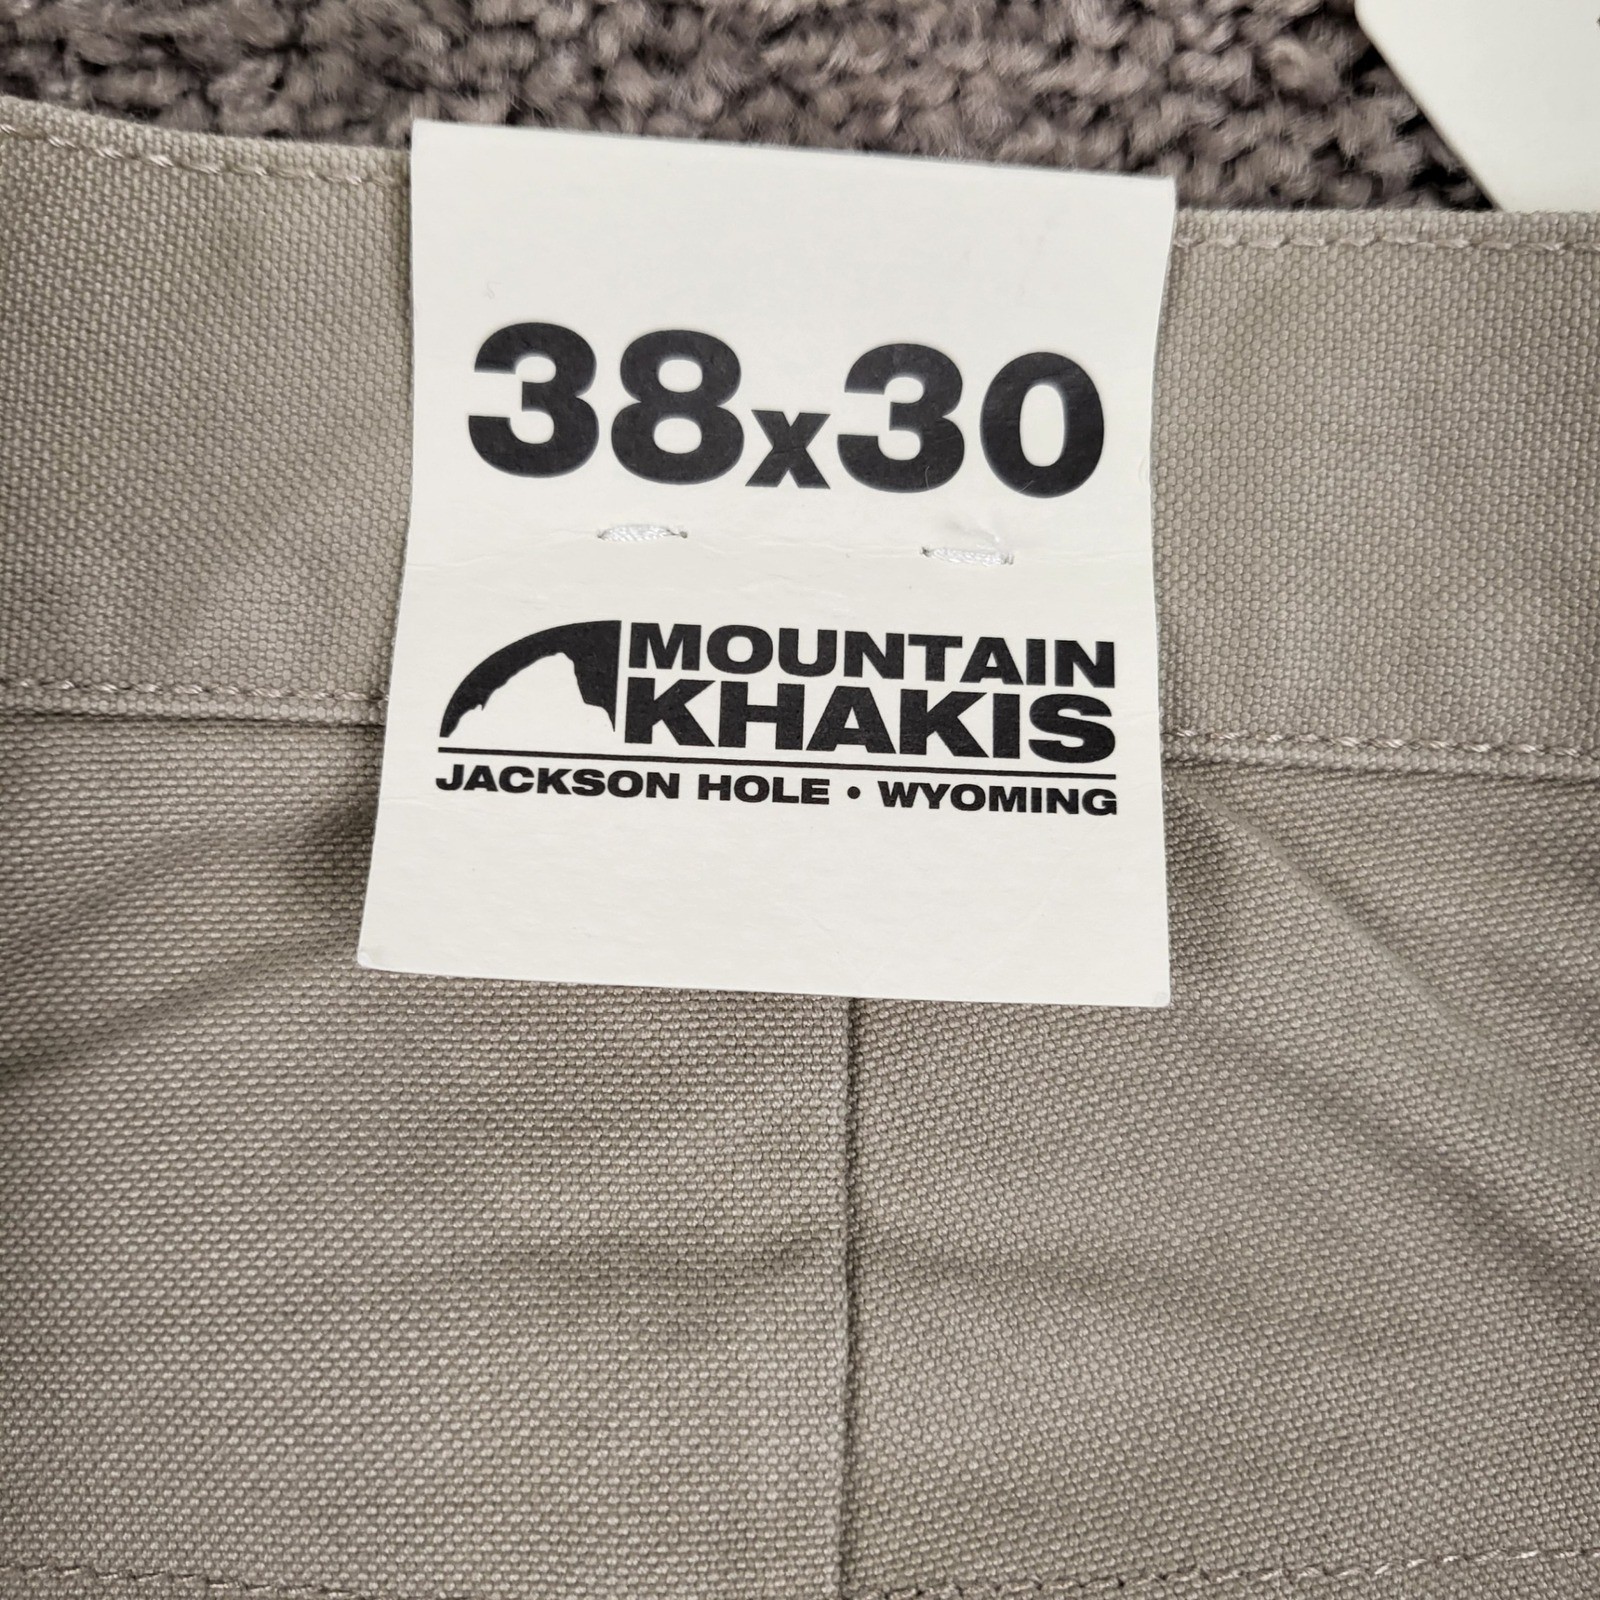 38x30
MOUNTAIN
KHAKIS
JACKSON HOLE • WYOMING